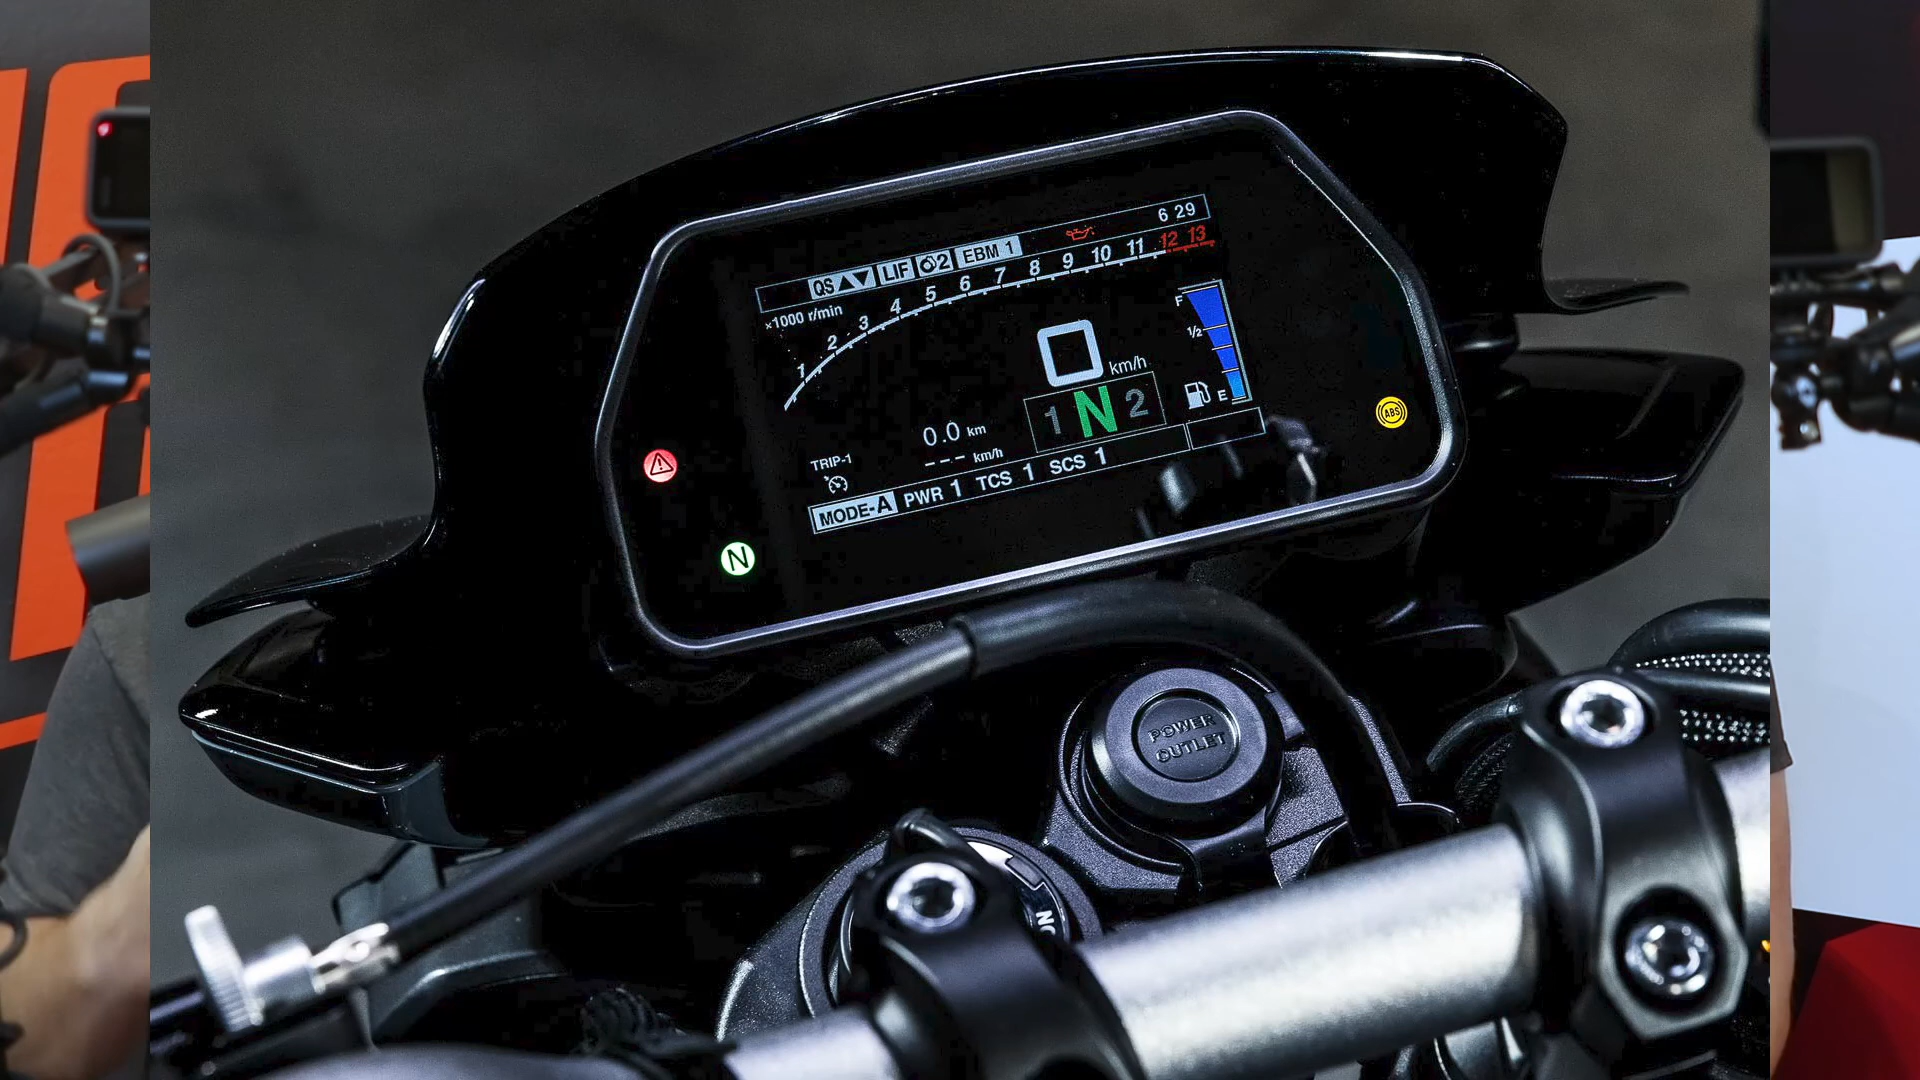 6 29
QS LIF 2 EBM 1
×1000 r/min
1 2 3 4 5 6 7 8 9 10 11 12 13
F
1/2
E
0 km/h
1 N 2
0.0 km
TRIP-1
--- km/h
MODE-A PWR 1 TCS 1 SCS 1
ABS
N
POWER
OUTLET